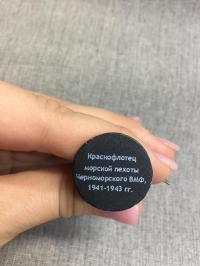 Краснофлотец
морской пехоты
Черноморского ВМФ,
1941-1943 гг.